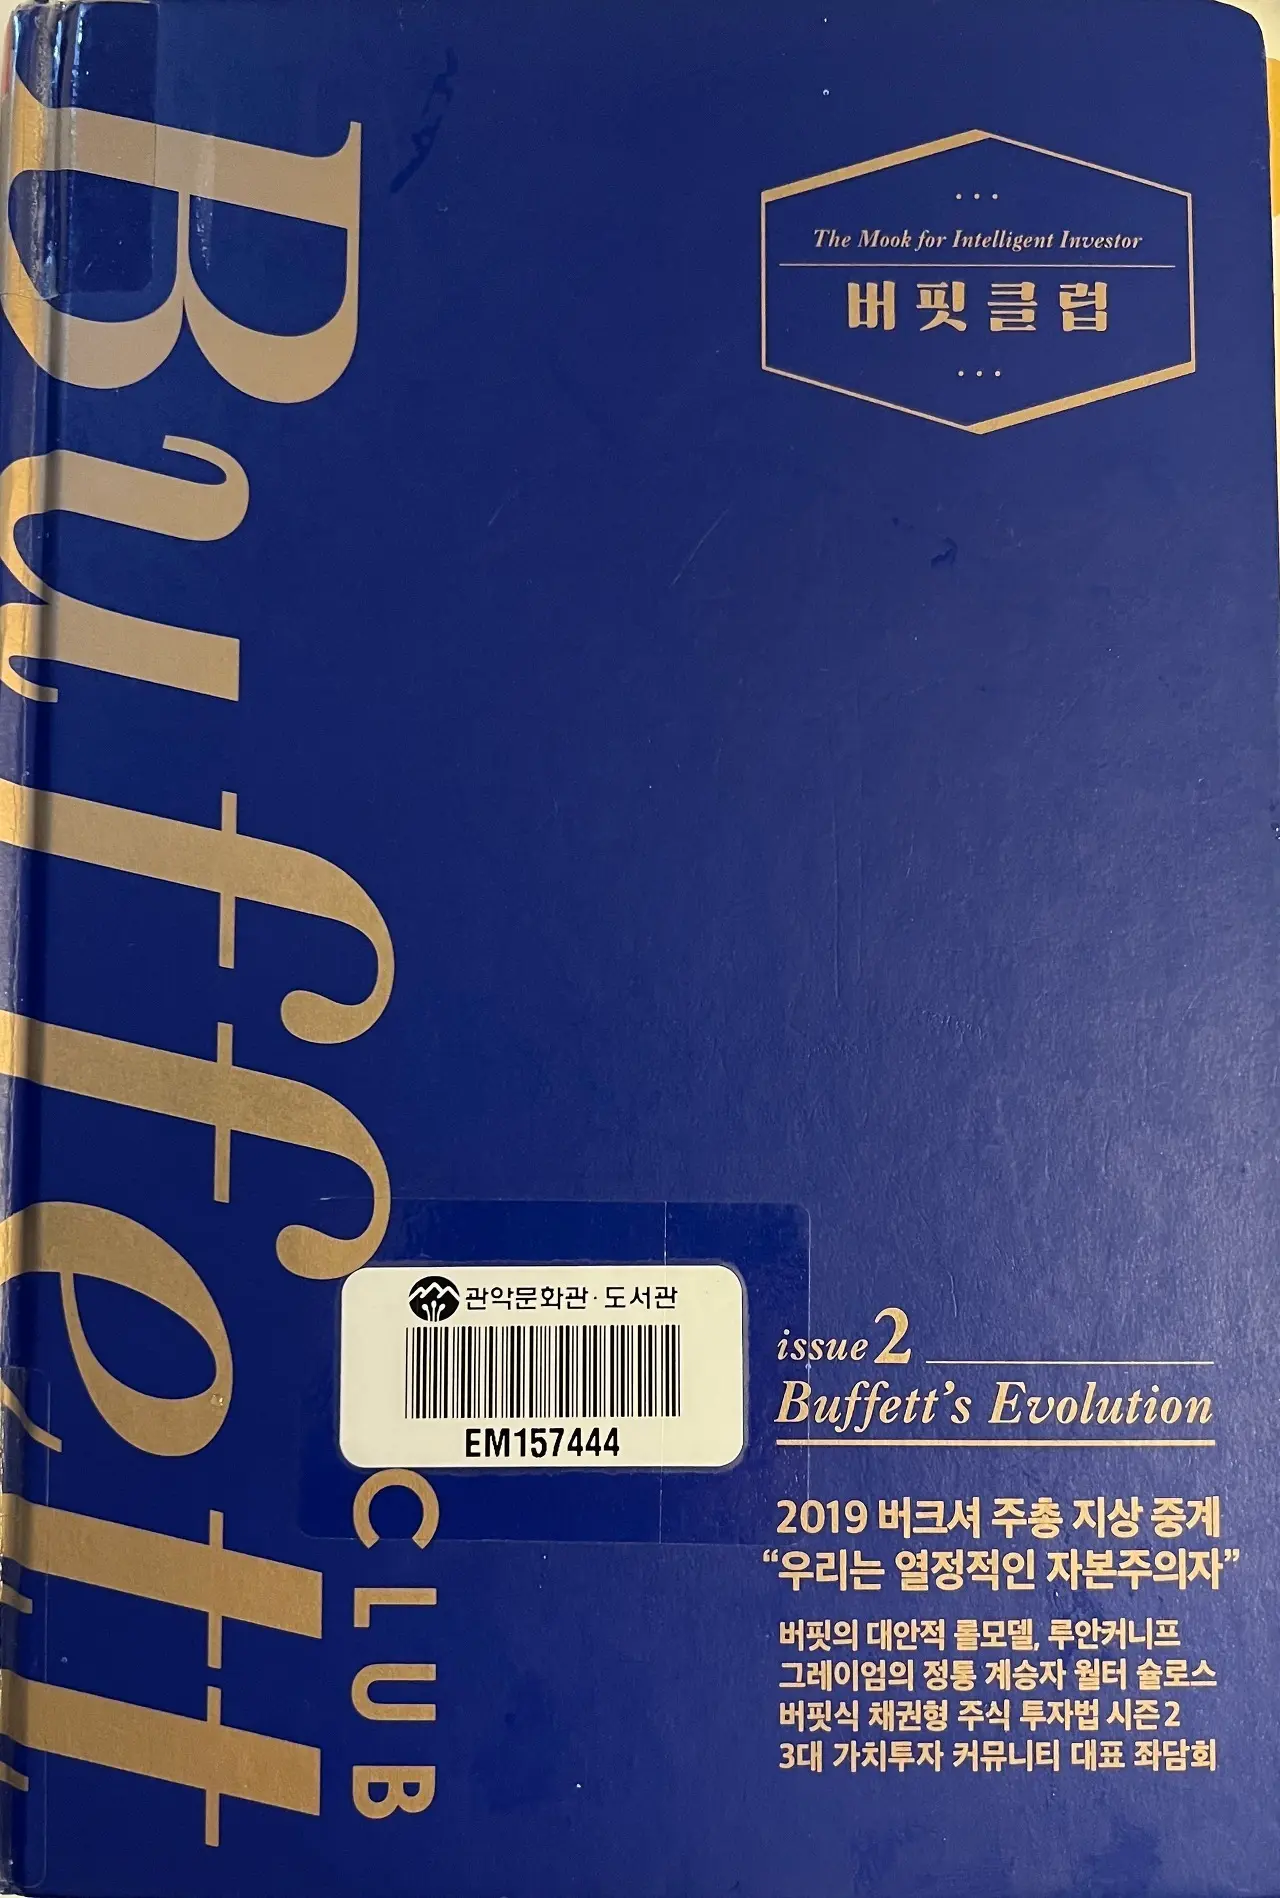 Buffett
CLUB
The Mook for Intelligent Investor
버핏클럽
관악문화관·도서관
EM157444
issue 2
Buffett's Evolution
2019 버크셔 주총 지상 중계
“우리는 열정적인 자본주의자”
버핏의 대안적 롤모델, 루안커니프
그레이엄의 정통 계승자 월터 슐로스
버핏식 채권형 주식 투자법 시즌 2
3대 가치투자 커뮤니티 대표 좌담회